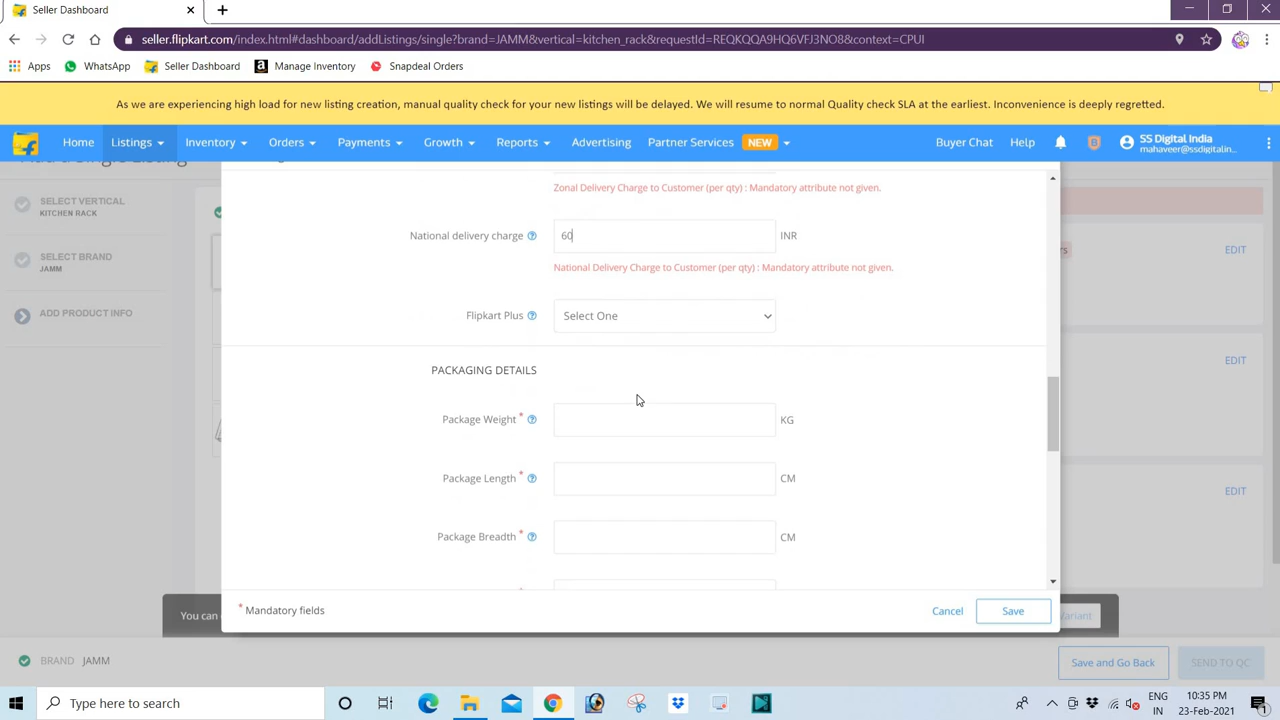 Seller Dashboard
seller.flipkart.com/index.html#dashboard/addListings/single?brand=JAMM&vertical=kitchen_rack&requestId=REQKQQA9HQ6VFJ3NO8&context=CPUI
Apps WhatsApp Seller Dashboard Manage Inventory Snapdeal Orders
As we are experiencing high load for new listing creation, manual quality check for your new listings will be delayed. We will resume to normal Quality check SLA at the earliest. Inconvenience is deeply regretted.
Home Listings Inventory Orders Payments Growth Reports Advertising Partner Services NEW Buyer Chat Help SS Digital India
mahaveer@ssdigitalin...
Zonal Delivery Charge to Customer (per qty) : Mandatory attribute not given.
SELECT VERTICAL
KITCHEN RACK
National delivery charge 60 INR
EDIT
SELECT BRAND
JAMM
National Delivery Charge to Customer (per qty) : Mandatory attribute not given.
ADD PRODUCT INFO
Flipkart Plus Select One
EDIT
PACKAGING DETAILS
Package Weight * KG
Package Length * CM
EDIT
Package Breadth * CM
* Mandatory fields Cancel Save
You can Variant
BRAND JAMM Save and Go Back SEND TO QC
Type here to search
ENG
IN
10:35 PM
23-Feb-2021